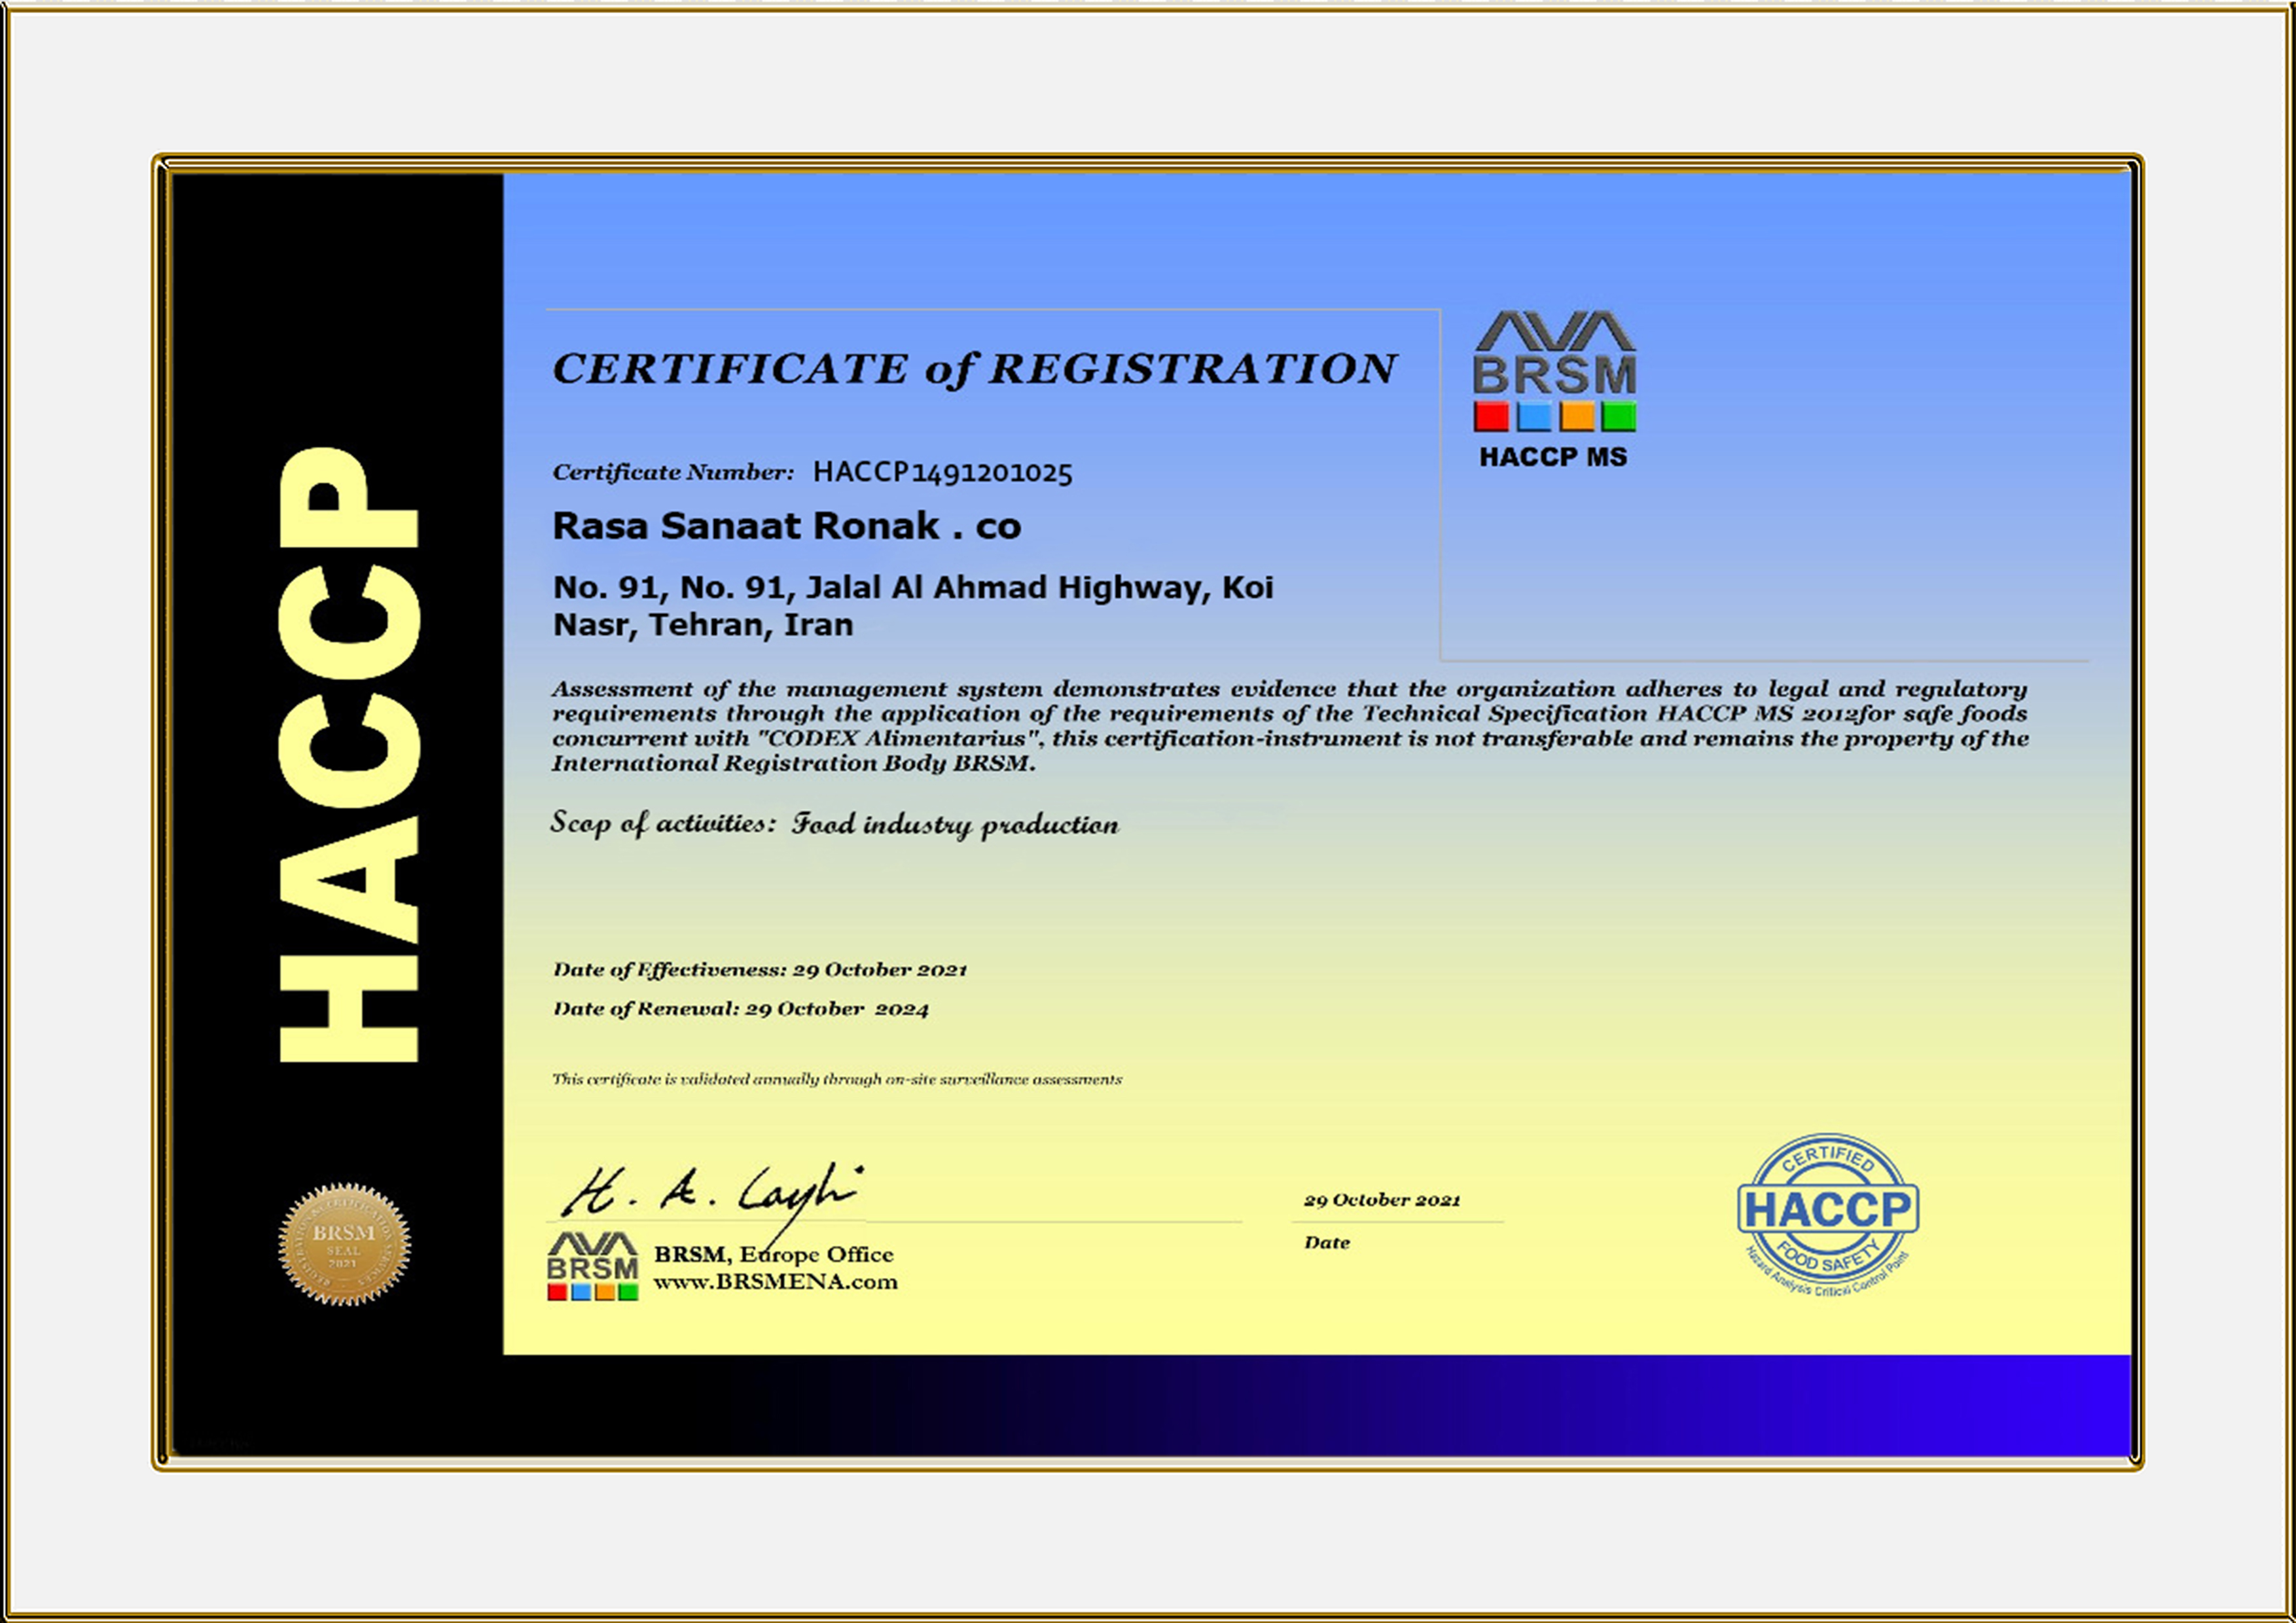 HACCP
CERTIFICATE of REGISTRATION
BRSM
HACCP MS
Certificate Number: HACCP1491201025
Rasa Sanaat Ronak . co
No. 91, No. 91, Jalal Al Ahmad Highway, Koi
Nasr, Tehran, Iran
Assessment of the management system demonstrates evidence that the organization adheres to legal and regulatory
requirements through the application of the requirements of the Technical Specification HACCP MS 2012for safe foods
concurrent with "CODEX Alimentarius", this certification-instrument is not transferable and remains the property of the
International Registration Body BRSM.
Scop of activities: Food industry production
Date of Effectiveness: 29 October 2021
Date of Renewal: 29 October 2024
This certificate is validated annually through on-site surveillance assessments
H. A.
29 October 2021
Date
BRSM
BRSM, Europe Office
www.BRSMENA.com
BRSM
SEAL
2021
CERTIFIED
HACCP
FOOD SAFETY
Hazard Analysis Critical Control Point